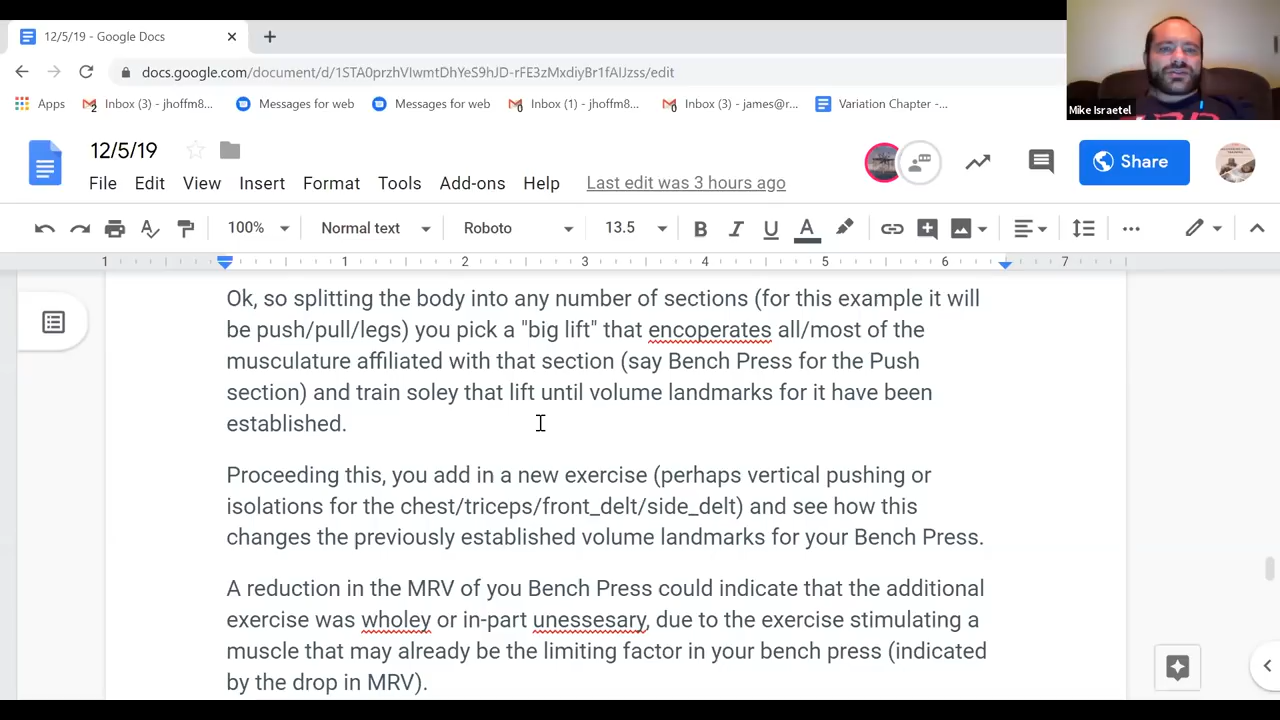 12/5/19 - Google Docs
docs.google.com/document/d/1STA0przhVIwmtDhYeS9hJD-rFE3zMxdiyBr1fAIJzss/edit
Apps Inbox (3) - jhoffm8... Messages for web Messages for web Inbox (1) - jhoffm8... Inbox (3) - james@r... Variation Chapter -...
Mike Israetel
12/5/19
File Edit View Insert Format Tools Add-ons Help Last edit was 3 hours ago
Share
100% Normal text Roboto 13.5 B I U A
1 1 2 3 4 5 6 7
Ok, so splitting the body into any number of sections (for this example it will
be push/pull/legs) you pick a "big lift" that encoperates all/most of the
musculature affiliated with that section (say Bench Press for the Push
section) and train soley that lift until volume landmarks for it have been
established.
Proceeding this, you add in a new exercise (perhaps vertical pushing or
isolations for the chest/triceps/front_delt/side_delt) and see how this
changes the previously established volume landmarks for your Bench Press.
A reduction in the MRV of you Bench Press could indicate that the additional
exercise was wholey or in-part unessesary, due to the exercise stimulating a
muscle that may already be the limiting factor in your bench press (indicated
by the drop in MRV).